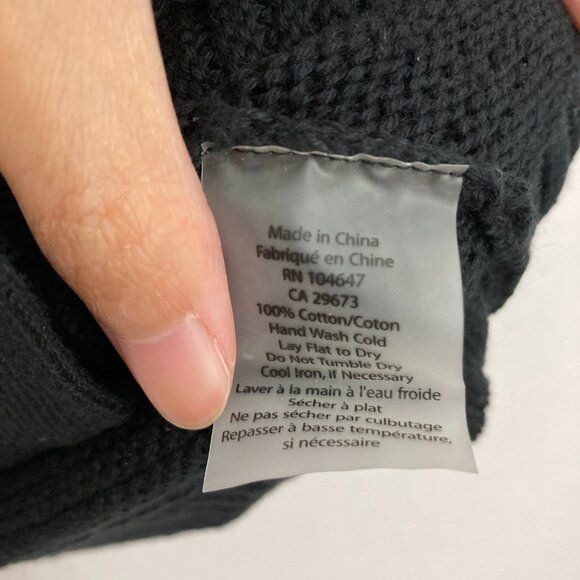 Made in China
Fabriqué en Chine
RN 104647
CA 29673
100% Cotton/Coton
Hand Wash Cold
Lay Flat to Dry
Do Not Tumble Dry
Cool Iron, if Necessary
Laver à la main à l'eau froide
Sécher à plat
Ne pas sécher par culbutage
Repasser à basse température,
si nécessaire